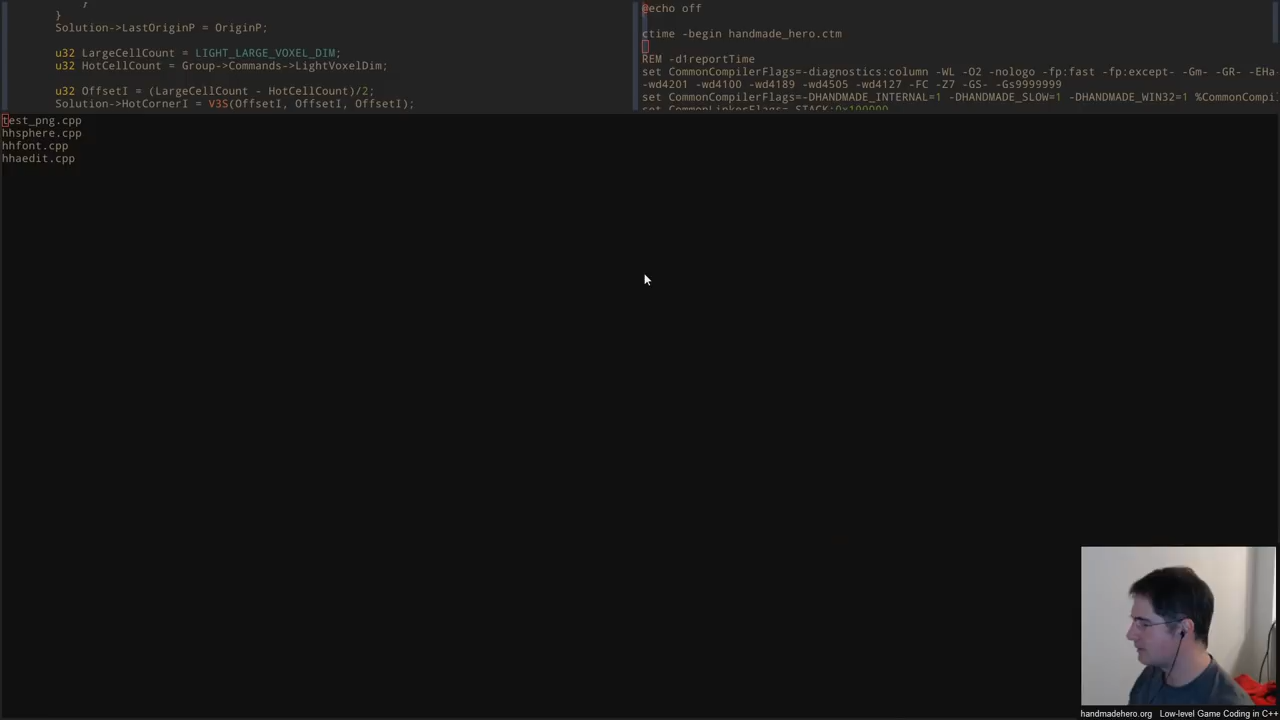 }
Solution->LastOriginP = OriginP;
u32 LargeCellCount = LIGHT_LARGE_VOXEL_DIM;
u32 HotCellCount = Group->Commands->LightVoxelDim;
u32 OffsetI = (LargeCellCount - HotCellCount)/2;
Solution->HotCornerI = V3S(OffsetI, OffsetI, OffsetI);
@echo off
ctime -begin handmade_hero.ctm
REM -d1reportTime
set CommonCompilerFlags=-diagnostics:column -WL -O2 -nologo -fp:fast -fp:except- -Gm- -GR- -EHa-
-wd4201 -wd4100 -wd4189 -wd4505 -wd4127 -FC -Z7 -GS- -Gs9999999
set CommonCompilerFlags=-DHANDMADE_INTERNAL=1 -DHANDMADE_SLOW=1 -DHANDMADE_WIN32=1 %CommonCompi
set CommonLinkerFlags= STACK:0x100000
test_png.cpp
hhsphere.cpp
hhfont.cpp
hhaedit.cpp
handmadehero.org Low-level Game Coding in C++